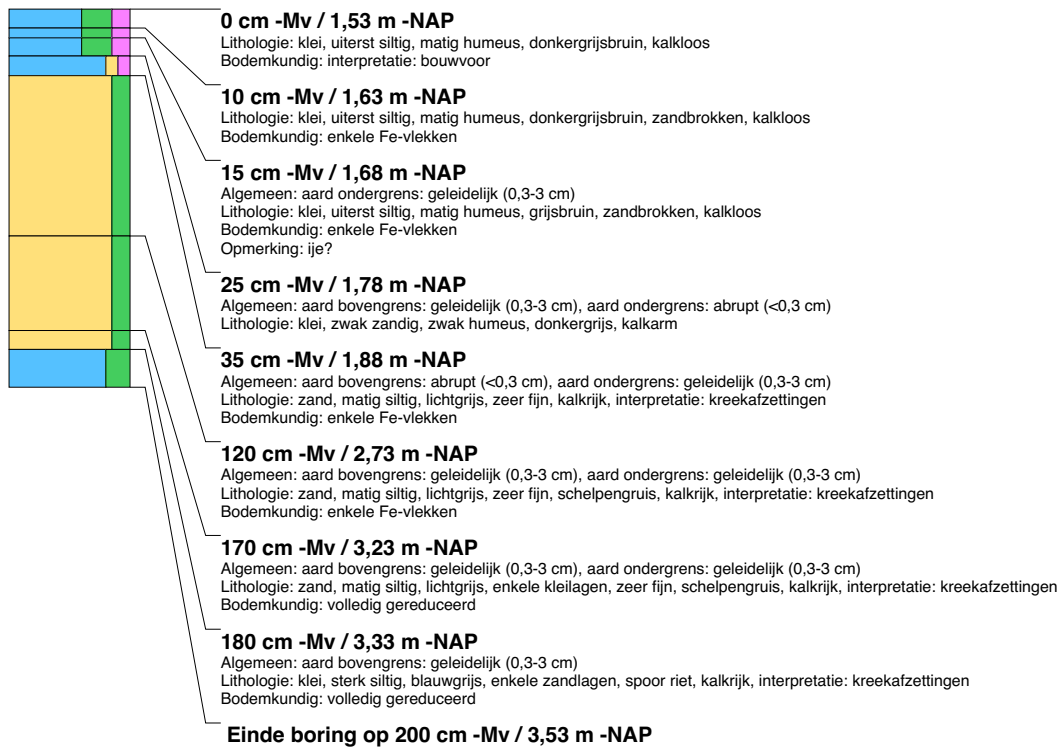 0 cm -Mv / 1,53 m -NAP
Lithologie: klei, uiterst siltig, matig humeus, donkergrijsbruin, kalkloos
Bodemkundig: interpretatie: bouwvoor
10 cm -Mv / 1,63 m -NAP
Lithologie: klei, uiterst siltig, matig humeus, donkergrijsbruin, zandbrokken, kalkloos
Bodemkundig: enkele Fe-vlekken
15 cm -Mv / 1,68 m -NAP
Algemeen: aard ondergrens: geleidelijk (0,3-3 cm)
Lithologie: klei, uiterst siltig, matig humeus, grijsbruin, zandbrokken, kalkloos
Bodemkundig: enkele Fe-vlekken
Opmerking: ije?
25 cm -Mv / 1,78 m -NAP
Algemeen: aard bovengrens: geleidelijk (0,3-3 cm), aard ondergrens: abrupt (<0,3 cm)
Lithologie: klei, zwak zandig, zwak humeus, donkergrijs, kalkarm
35 cm -Mv / 1,88 m -NAP
Algemeen: aard bovengrens: abrupt (<0,3 cm), aard ondergrens: geleidelijk (0,3-3 cm)
Lithologie: zand, matig siltig, lichtgrijs, zeer fijn, kalkrijk, interpretatie: kreekafzettingen
Bodemkundig: enkele Fe-vlekken
120 cm -Mv / 2,73 m -NAP
Algemeen: aard bovengrens: geleidelijk (0,3-3 cm), aard ondergrens: geleidelijk (0,3-3 cm)
Lithologie: zand, matig siltig, lichtgrijs, zeer fijn, schelpengruis, kalkrijk, interpretatie: kreekafzettingen
Bodemkundig: enkele Fe-vlekken
170 cm -Mv / 3,23 m -NAP
Algemeen: aard bovengrens: geleidelijk (0,3-3 cm), aard ondergrens: geleidelijk (0,3-3 cm)
Lithologie: zand, matig siltig, lichtgrijs, enkele kleilagen, zeer fijn, schelpengruis, kalkrijk, interpretatie: kreekafzettingen
Bodemkundig: volledig gereduceerd
180 cm -Mv / 3,33 m -NAP
Algemeen: aard bovengrens: geleidelijk (0,3-3 cm)
Lithologie: klei, sterk siltig, blauwgrijs, enkele zandlagen, spoor riet, kalkrijk, interpretatie: kreekafzettingen
Bodemkundig: volledig gereduceerd
Einde boring op 200 cm -Mv / 3,53 m -NAP